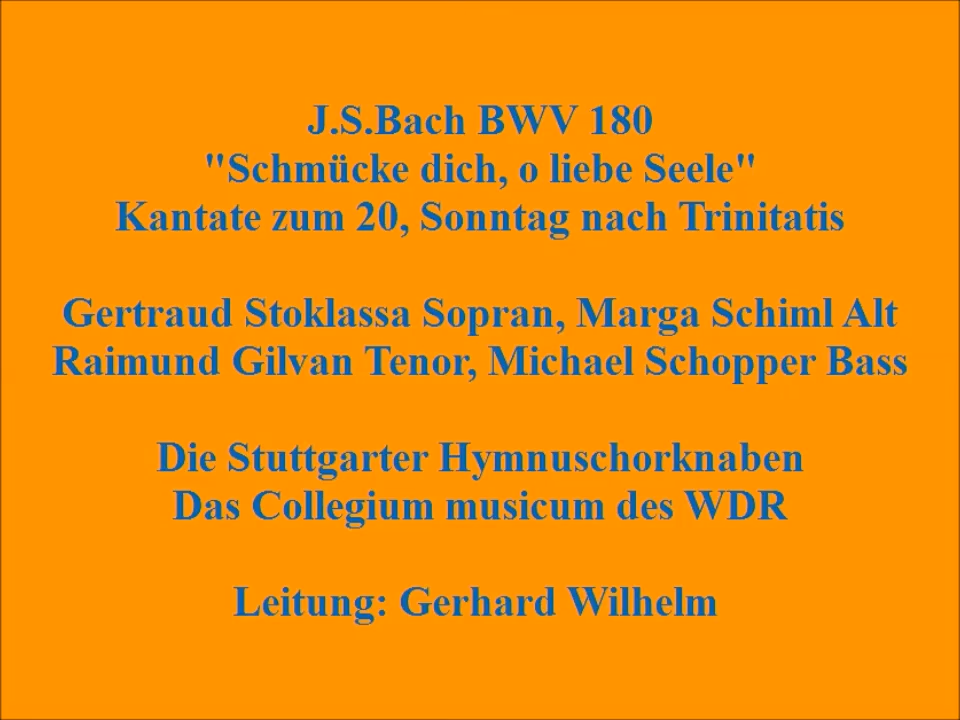 J.S.Bach BWV 180
"Schmücke dich, o liebe Seele"
Kantate zum 20, Sonntag nach Trinitatis
Gertraud Stoklassa Sopran, Marga Schiml Alt
Raimund Gilvan Tenor, Michael Schopper Bass
Die Stuttgarter Hymnuschorknaben
Das Collegium musicum des WDR
Leitung: Gerhard Wilhelm